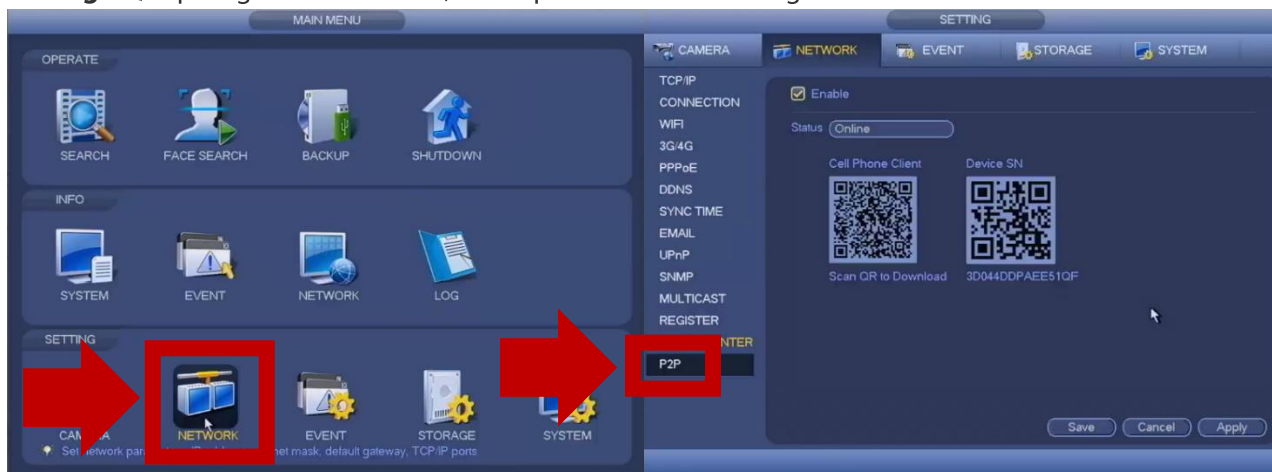 MAIN MENU
OPERATE
SEARCH
FACE SEARCH
BACKUP
SHUTDOWN
INFO
SYSTEM
EVENT
NETWORK
LOG
SETTING
NETWORK
EVENT
STORAGE
SYSTEM
Set network mask, default gateway, TCP/IP ports
SETTING
CAMERA
NETWORK
EVENT
STORAGE
SYSTEM
TCP/IP
CONNECTION
WIFI
3G/4G
PPPoE
DDNS
SYNC TIME
EMAIL
UPnP
SNMP
MULTICAST
REGISTER
P2P
Enable
Status Online
Cell Phone Client
Device SN
Scan QR to Download
3D044DDPAEE51QF
Save
Cancel
Apply